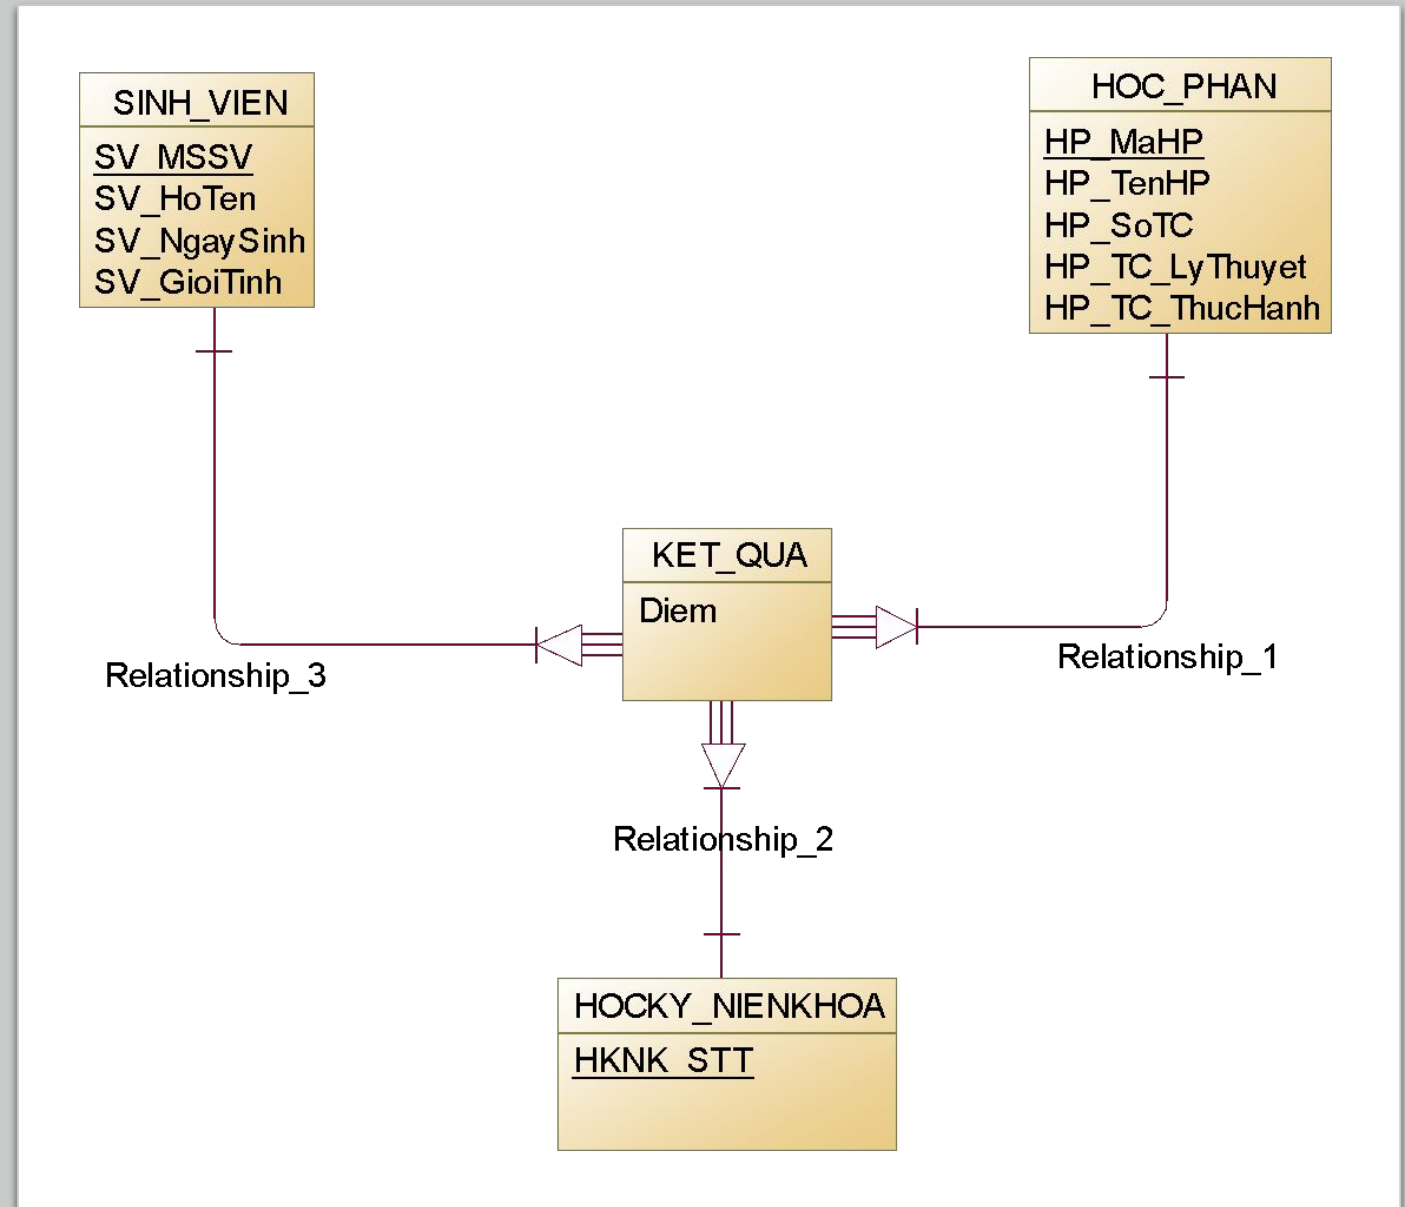 SINH_VIEN
SV_MSSV
SV_HoTen
SV_NgaySinh
SV_GioiTinh
HOC_PHAN
HP_MaHP
HP_TenHP
HP_SoTC
HP_TC_LyThuyet
HP_TC_ThucHanh
KET_QUA
Diem
Relationship_3
Relationship_1
Relationship_2
HOCKY_NIENKHOA
HKNK_STT